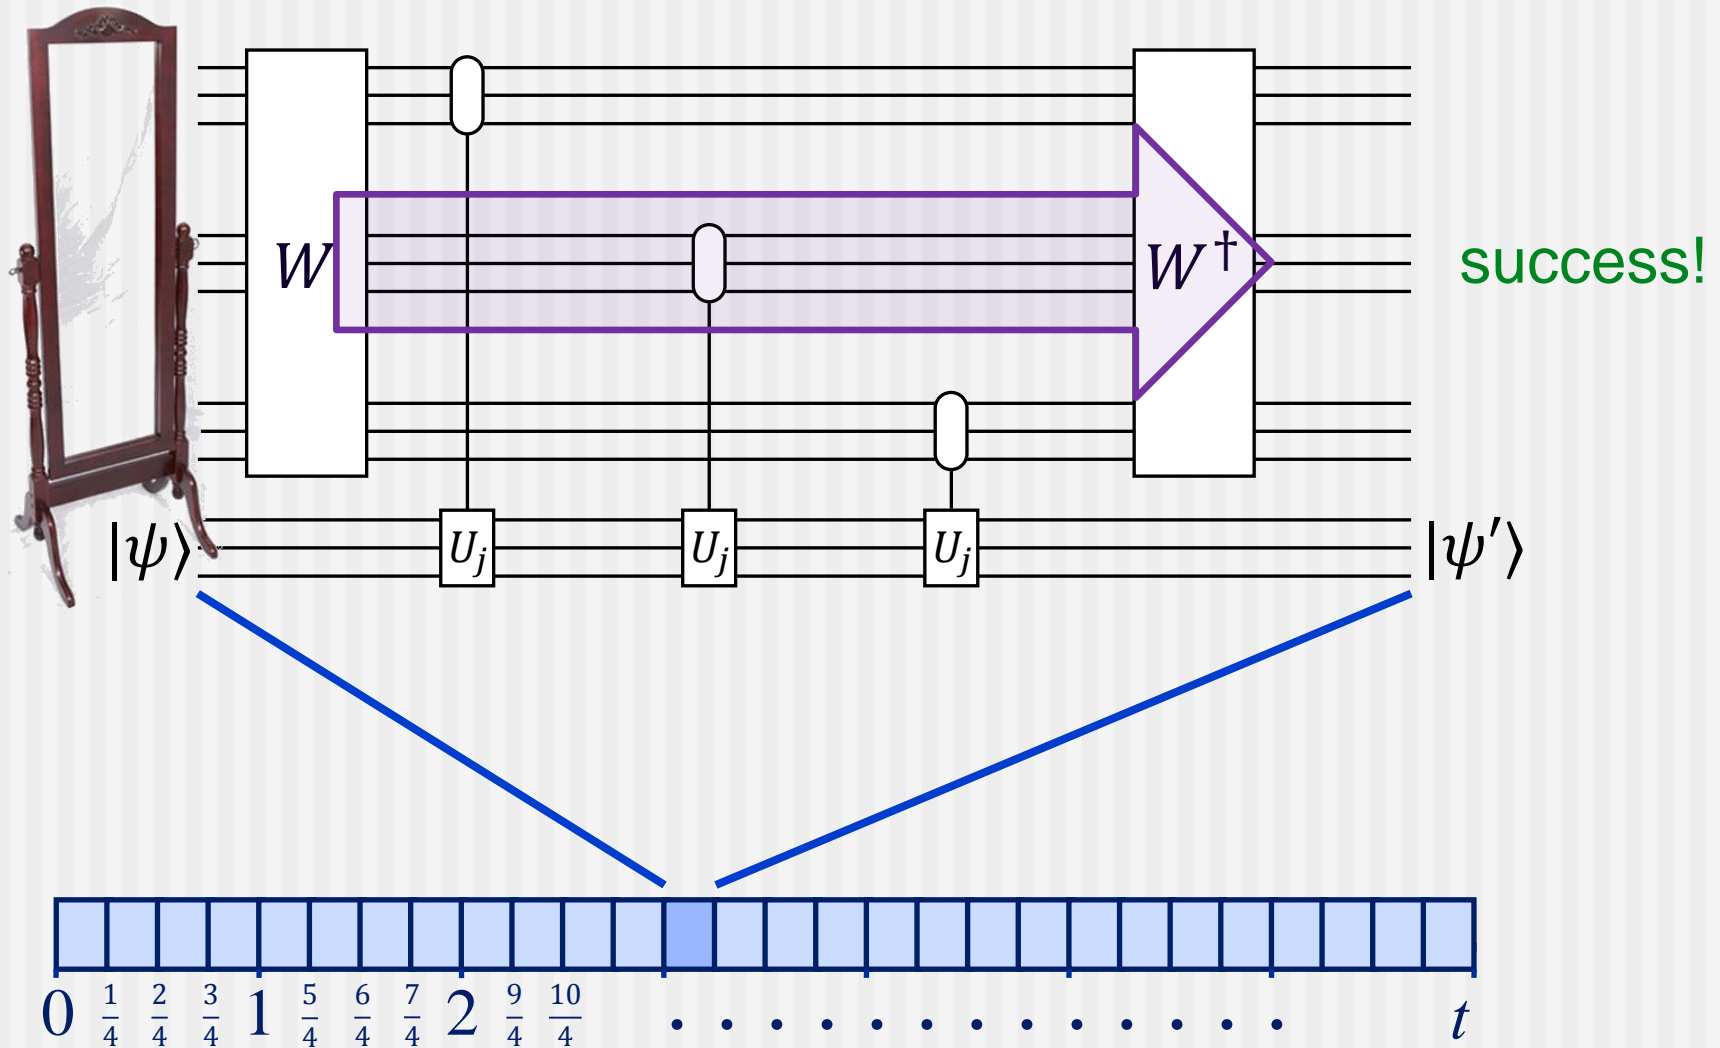 W W† success!
|ψ⟩ U_j U_j U_j |ψ′⟩
0 1/4 2/4 3/4 1 5/4 6/4 7/4 2 9/4 10/4 . . . . . . . . . . . . . t